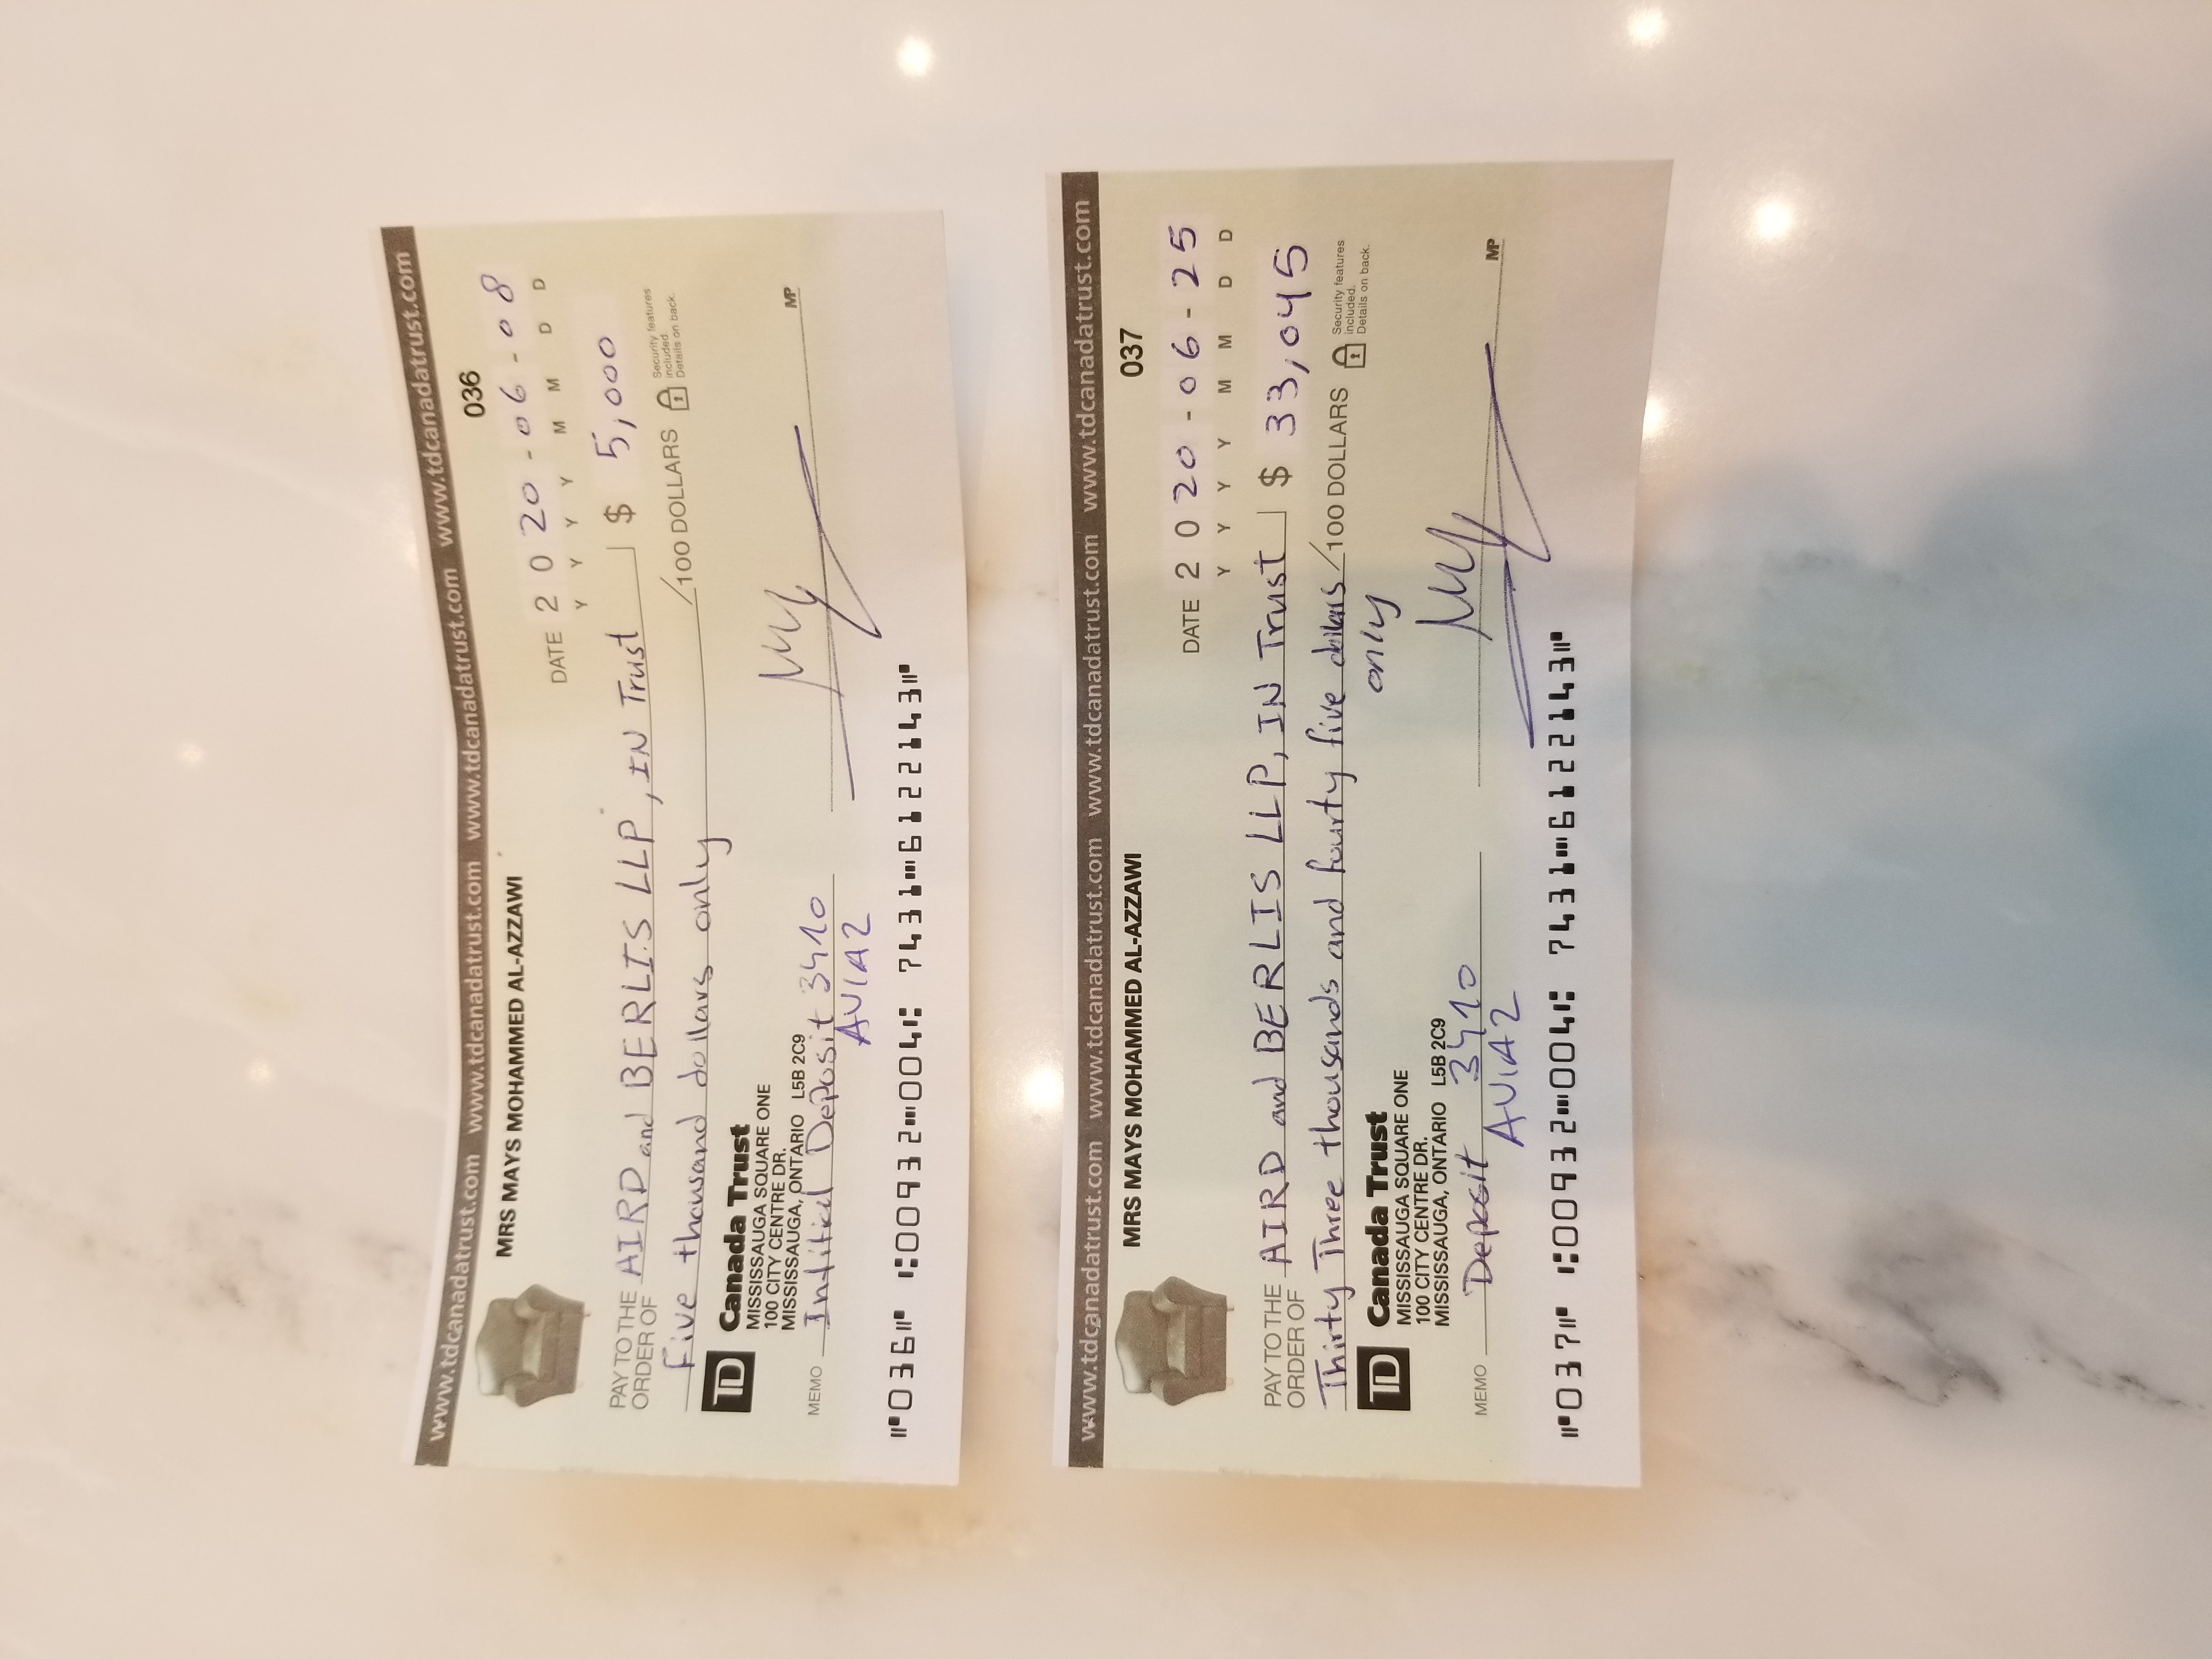 www.tdcanadatrust.com www.tdcanadatrust.com www.tdcanadatrust.com www.tdcanadatrust.com
036
MRS MAYS MOHAMMED AL-AZZAWI
DATE 2020-06-08
Y Y Y Y M M D D
PAY TO THE
ORDER OF AIRD and BERLIS LLP, IN Trust $ 5,000
Five thousand dollars only /100 DOLLARS
Security features
included.
Details on back.
TD Canada Trust
MISSISSAUGA SQUARE ONE
100 CITY CENTRE DR.
MISSISSAUGA, ONTARIO L5B 2C9
MEMO Initial Deposit 3410
AVIA2
MP
⑈036⑈ ⑆00932⑉004⑆ 7431⑉6122143⑈
www.tdcanadatrust.com www.tdcanadatrust.com www.tdcanadatrust.com www.tdcanadatrust.com
037
MRS MAYS MOHAMMED AL-AZZAWI
DATE 2020-06-25
Y Y Y Y M M D D
PAY TO THE
ORDER OF AIRD and BERLIS LLP, IN Trust $ 33,045
Thirty Three thousands and fourty five dollars /100 DOLLARS
only
Security features
included.
Details on back.
TD Canada Trust
MISSISSAUGA SQUARE ONE
100 CITY CENTRE DR.
MISSISSAUGA, ONTARIO L5B 2C9
MEMO Deposit 3410
AVIA2
MP
⑈037⑈ ⑆00932⑉004⑆ 7431⑉6122143⑈